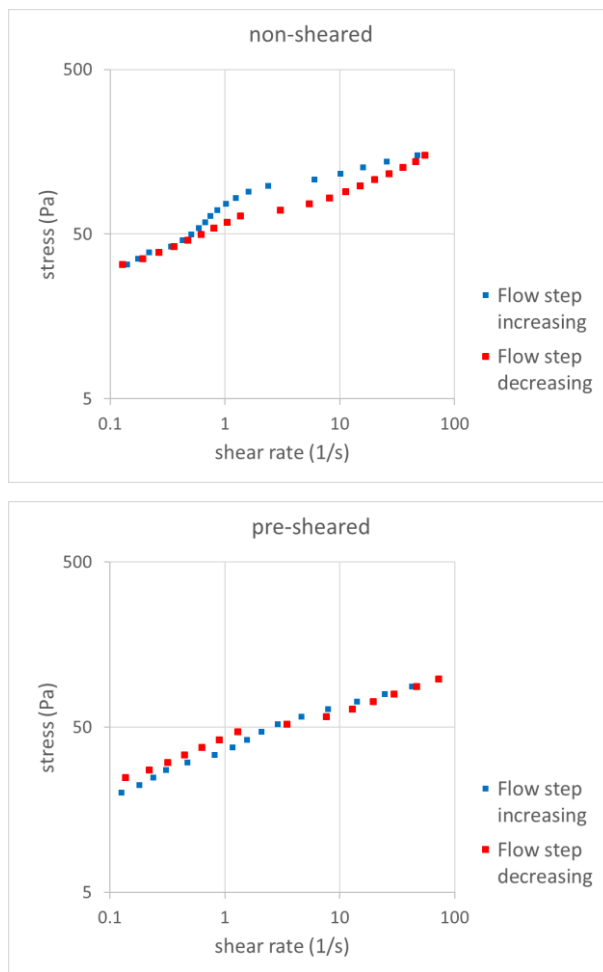 non-sheared
500
50
5
stress (Pa)
0.1 1 10 100
shear rate (1/s)
Flow step
increasing
Flow step
decreasing
pre-sheared
500
50
5
stress (Pa)
0.1 1 10 100
shear rate (1/s)
Flow step
increasing
Flow step
decreasing